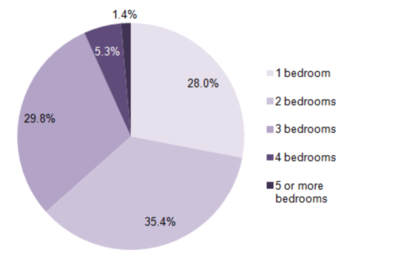 1.4%
5.3%
28.0%
29.8%
35.4%
1 bedroom
2 bedrooms
3 bedrooms
4 bedrooms
5 or more
bedrooms